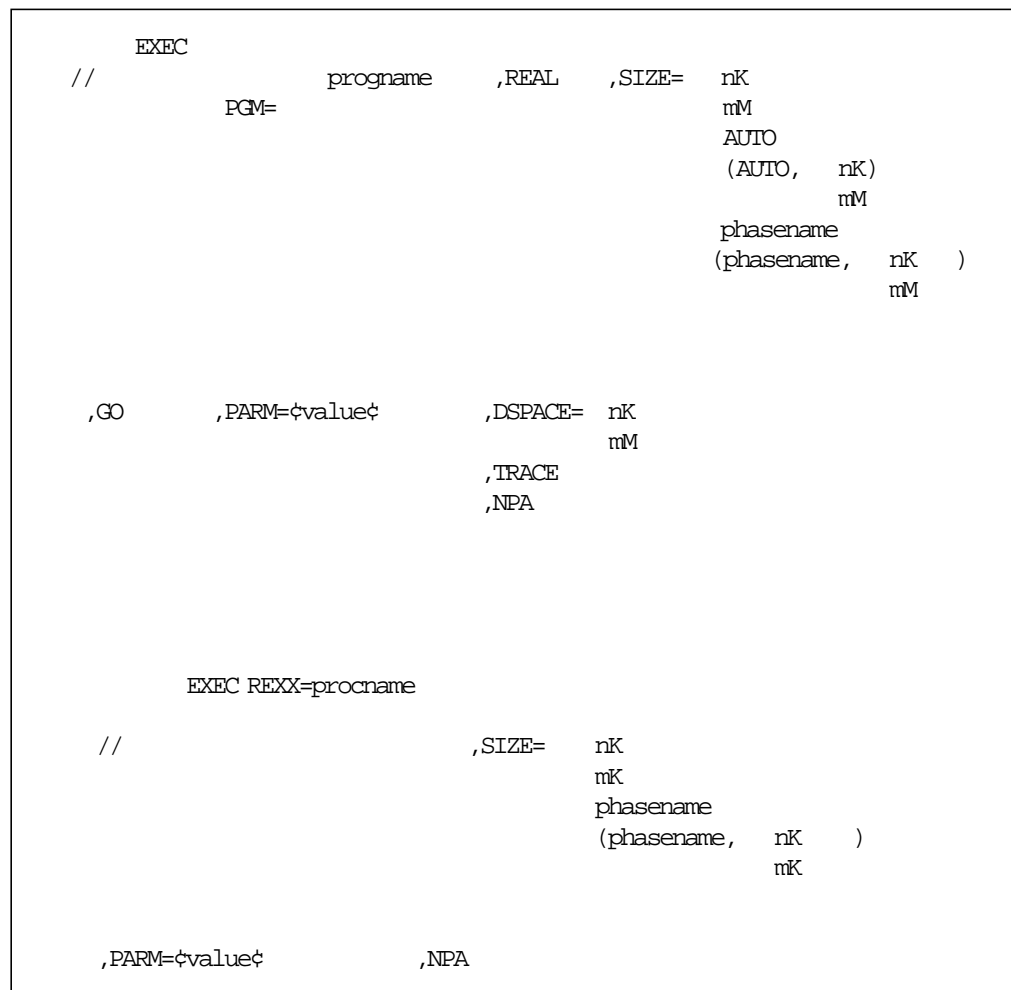 EXEC
// progname ,REAL ,SIZE= nK
PGM= mM
AUTO
(AUTO, nK)
mM
phasename
(phasename, nK )
mM
,GO ,PARM=¢value¢ ,DSPACE= nK
mM
,TRACE
,NPA
EXEC REXX=procname
// ,SIZE= nK
mK
phasename
(phasename, nK )
mK
,PARM=¢value¢ ,NPA